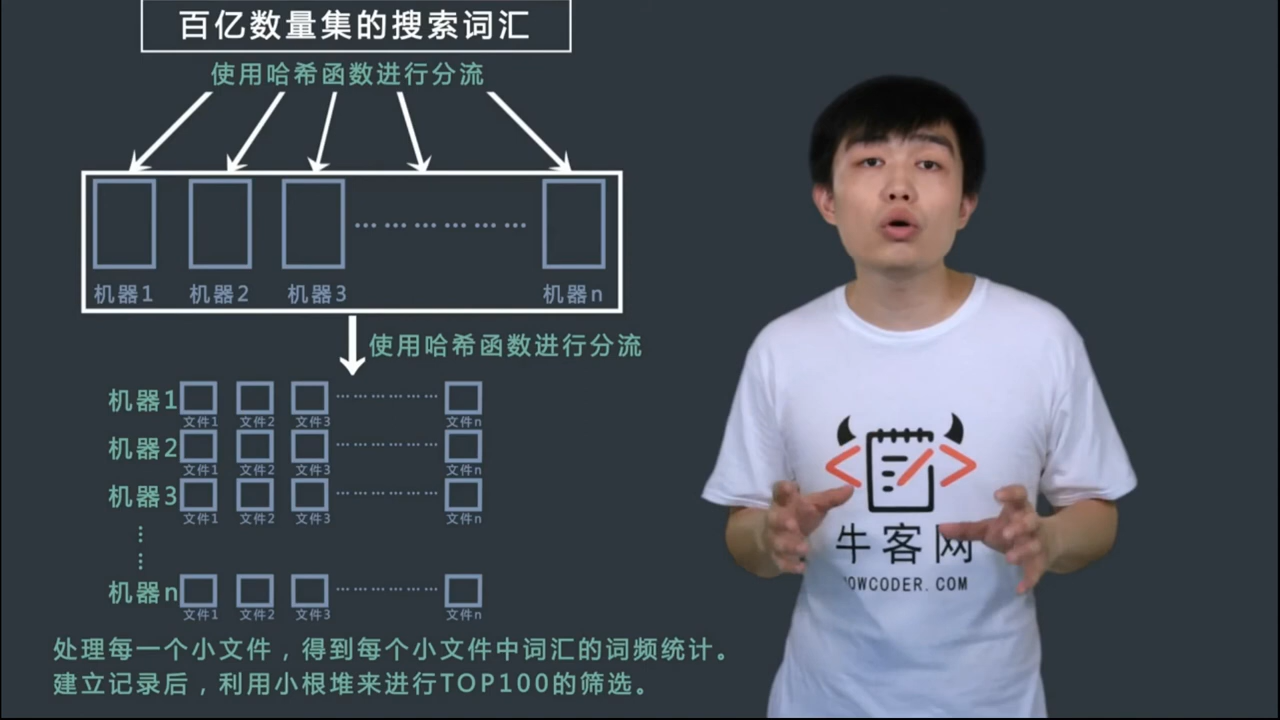 百亿数量集的搜索词汇
使用哈希函数进行分流
………………
机器1 机器2 机器3 机器n
使用哈希函数进行分流
机器1 ………………
文件1 文件2 文件3 文件n
机器2 ………………
文件1 文件2 文件3 文件n
机器3 ………………
文件1 文件2 文件3 文件n
机器n ………………
文件1 文件2 文件3 文件n
处理每一个小文件，得到每个小文件中词汇的词频统计。
建立记录后，利用小根堆来进行TOP100的筛选。
牛客网
OWCODER.COM